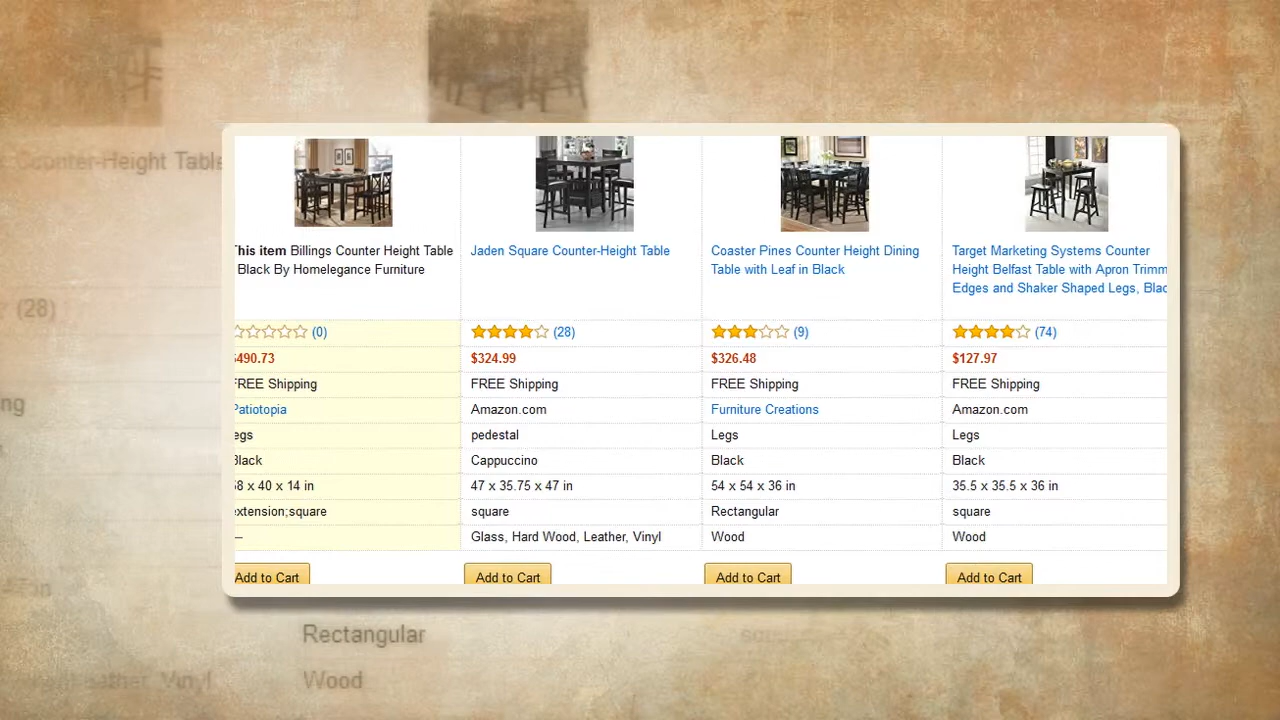 This item Billings Counter Height Table
Black By Homelegance Furniture
Jaden Square Counter-Height Table
Coaster Pines Counter Height Dining
Table with Leaf in Black
Target Marketing Systems Counter
Height Belfast Table with Apron Trimm
Edges and Shaker Shaped Legs, Blac
(0)
(28)
(9)
(74)
$490.73
$324.99
$326.48
$127.97
FREE Shipping
FREE Shipping
FREE Shipping
FREE Shipping
Patiotopia
Amazon.com
Furniture Creations
Amazon.com
egs
pedestal
Legs
Legs
Black
Cappuccino
Black
Black
8 x 40 x 14 in
47 x 35.75 x 47 in
54 x 54 x 36 in
35.5 x 35.5 x 36 in
extension;square
square
Rectangular
square
—
Glass, Hard Wood, Leather, Vinyl
Wood
Wood
Add to Cart
Add to Cart
Add to Cart
Add to Cart
Counter-Height Table
(28)
ng
Rectangular
Vinyl
Wood